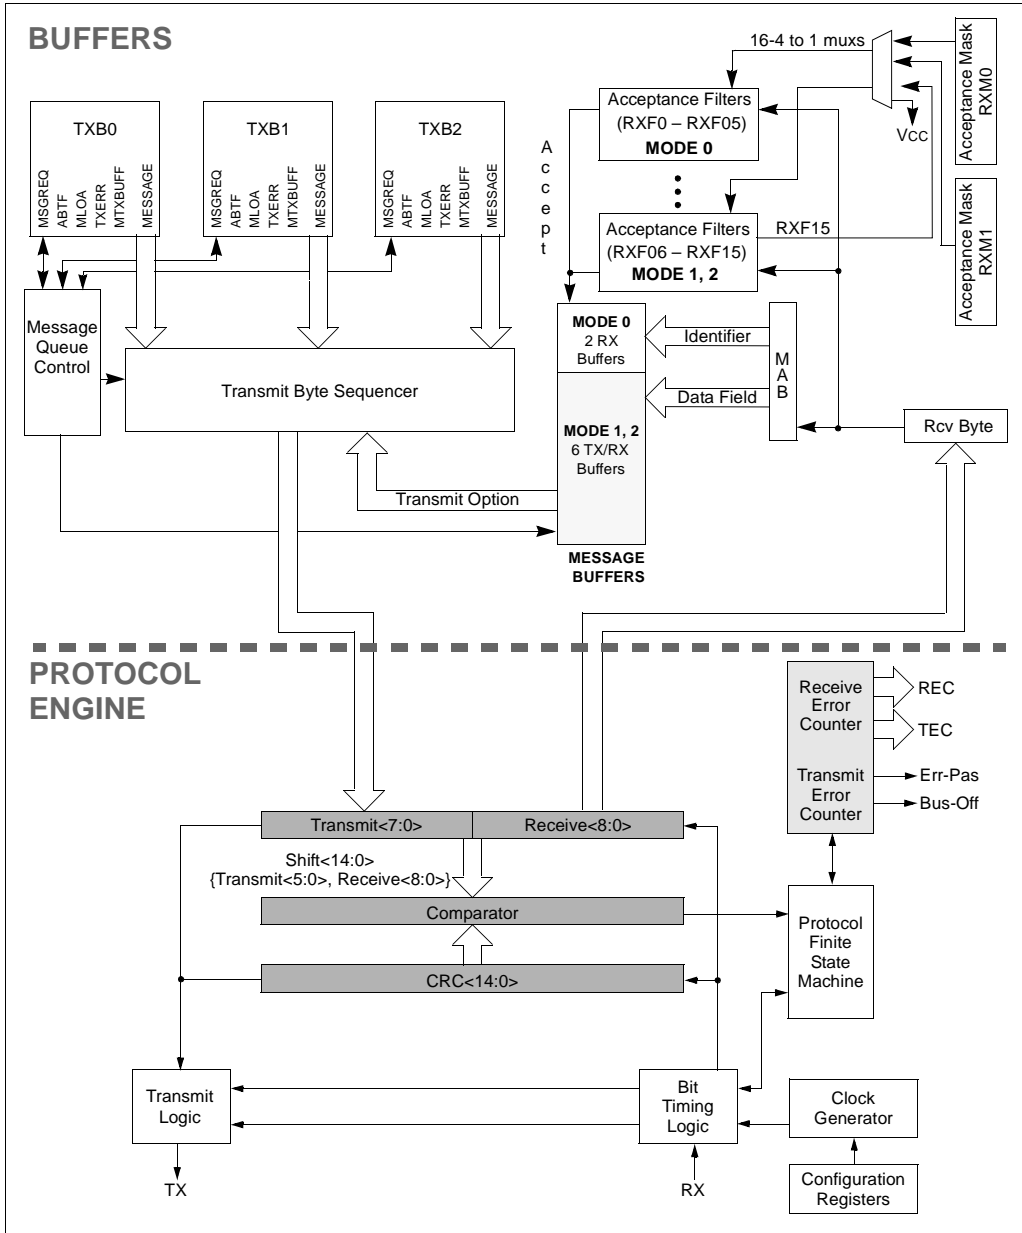 BUFFERS
16-4 to 1 muxs
Acceptance Mask
RXM0
VCC
Acceptance Mask
RXM1
TXB0
MSGREQ
ABTF
MLOA
TXERR
MTXBUFF
MESSAGE
TXB1
MSGREQ
ABTF
MLOA
TXERR
MTXBUFF
MESSAGE
TXB2
MSGREQ
ABTF
MLOA
TXERR
MTXBUFF
MESSAGE
Accept
Acceptance Filters
(RXF0 – RXF05)
MODE 0
Acceptance Filters
(RXF06 – RXF15)
MODE 1, 2
RXF15
Message
Queue
Control
Transmit Byte Sequencer
MODE 0
2 RX
Buffers
Identifier
Data Field
MAB
Rcv Byte
MODE 1, 2
6 TX/RX
Buffers
Transmit Option
MESSAGE
BUFFERS
PROTOCOL
ENGINE
Receive
Error
Counter
REC
TEC
Transmit
Error
Counter
Err-Pas
Bus-Off
Transmit<7:0>
Receive<8:0>
Shift<14:0>
{Transmit<5:0>, Receive<8:0>}
Comparator
CRC<14:0>
Protocol
Finite
State
Machine
Transmit
Logic
Bit
Timing
Logic
Clock
Generator
TX
RX
Configuration
Registers